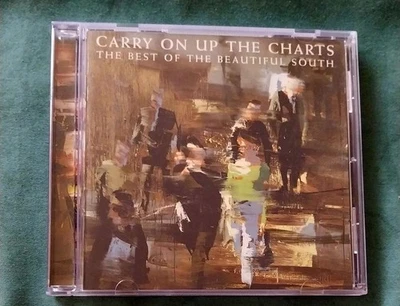 CARRY ON UP THE CHARTS
THE BEST OF THE BEAUTIFUL SOUTH